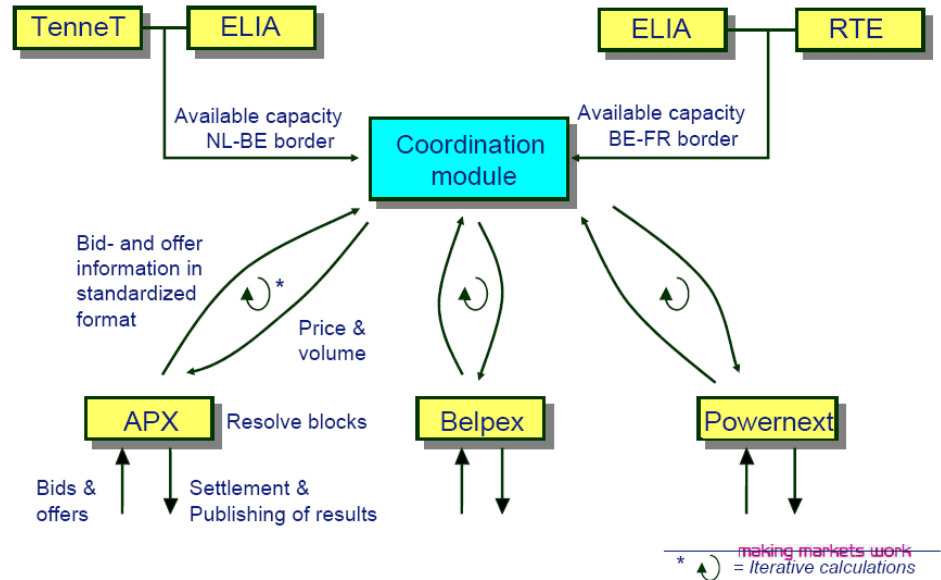 TenneT
ELIA
ELIA
RTE
Available capacity
NL-BE border
Available capacity
BE-FR border
Coordination
module
Bid- and offer
information in
standardized
format
*
Price &
volume
APX
Resolve blocks
Belpex
Powernext
Bids &
offers
Settlement &
Publishing of results
making markets work
* = Iterative calculations